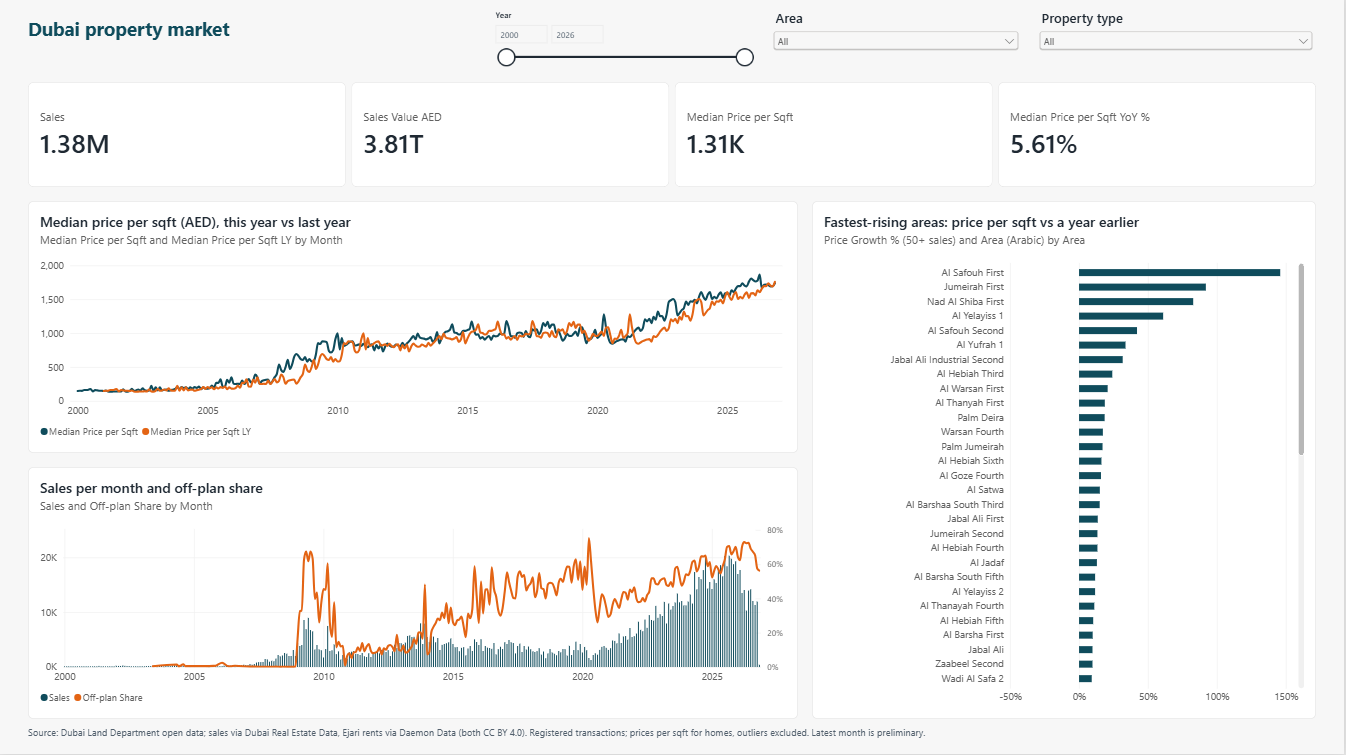 Dubai property market
Year
2000 2026
Area
All
Property type
All
Sales
1.38M
Sales Value AED
3.81T
Median Price per Sqft
1.31K
Median Price per Sqft YoY %
5.61%
Median price per sqft (AED), this year vs last year
Median Price per Sqft and Median Price per Sqft LY by Month
2,000
1,500
1,000
500
0
2000 2005 2010 2015 2020 2025
Median Price per Sqft Median Price per Sqft LY
Sales per month and off-plan share
Sales and Off-plan Share by Month
80%
20K
60%
10K
40%
20%
0K
0%
2000 2005 2010 2015 2020 2025
Sales Off-plan Share
Fastest-rising areas: price per sqft vs a year earlier
Price Growth % (50+ sales) and Area (Arabic) by Area
Al Safouh First
Jumeirah First
Nad Al Shiba First
Al Yelayiss 1
Al Safouh Second
Al Yufrah 1
Jabal Ali Industrial Second
Al Hebiah Third
Al Warsan First
Al Thanyah First
Palm Deira
Warsan Fourth
Palm Jumeirah
Al Hebiah Sixth
Al Goze Fourth
Al Satwa
Al Barshaa South Third
Jabal Ali First
Jumeirah Second
Al Hebiah Fourth
Al Jadaf
Al Barsha South Fifth
Al Yelayiss 2
Al Thanayah Fourth
Al Hebiah Fifth
Al Barsha First
Jabal Ali
Zaabeel Second
Wadi Al Safa 2
-50% 0% 50% 100% 150%
Source: Dubai Land Department open data; sales via Dubai Real Estate Data, Ejari rents via Daemon Data (both CC BY 4.0). Registered transactions; prices per sqft for homes, outliers excluded. Latest month is preliminary.